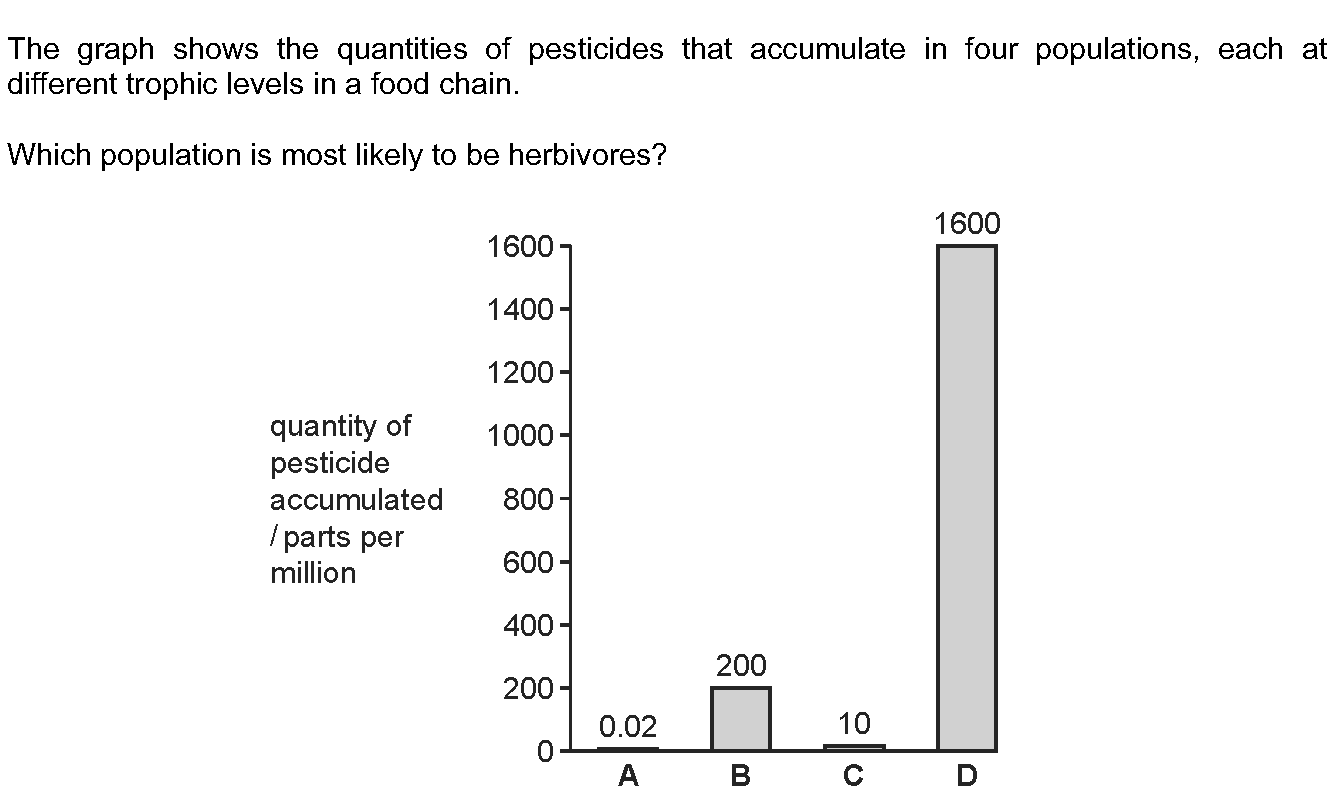 The graph shows the quantities of pesticides that accumulate in four populations, each at
different trophic levels in a food chain.
Which population is most likely to be herbivores?
quantity of
pesticide
accumulated
/ parts per
million
1600
1400
1200
1000
800
600
400
200
0
0.02
200
10
1600
A B C D